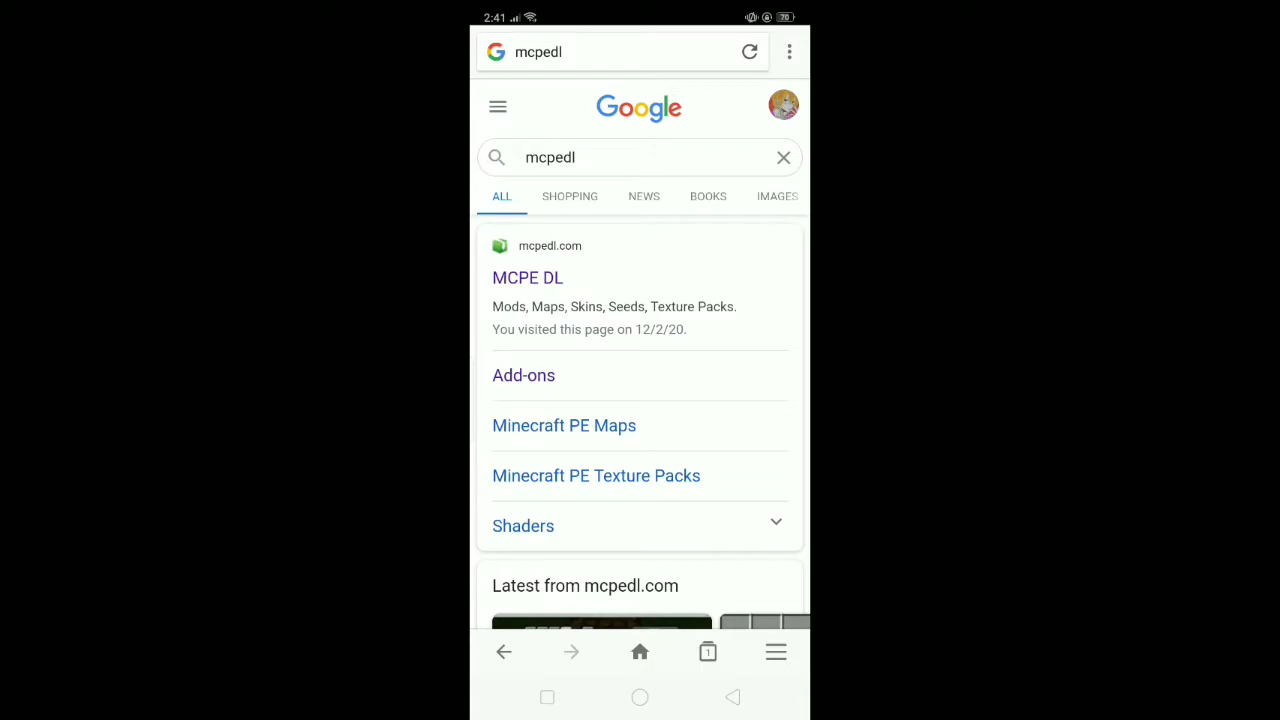 2:41
70
mcpedl
Google
mcpedl
ALL SHOPPING NEWS BOOKS IMAGES
mcpedl.com
MCPE DL
Mods, Maps, Skins, Seeds, Texture Packs.
You visited this page on 12/2/20.
Add-ons
Minecraft PE Maps
Minecraft PE Texture Packs
Shaders
Latest from mcpedl.com
1